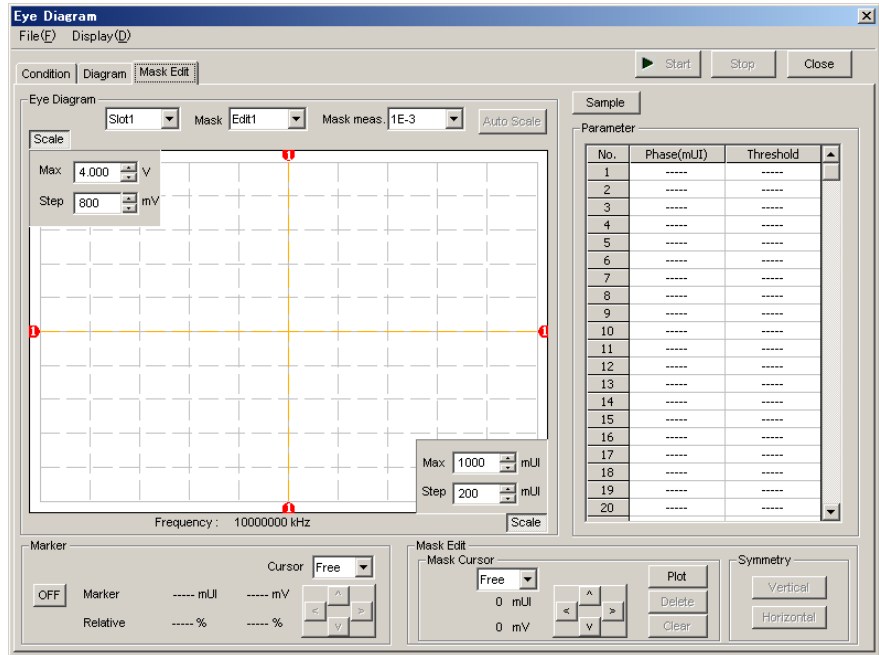 Eye Diagram
File(F) Display(D)
Condition Diagram Mask Edit
Start Stop Close
Eye Diagram
Slot1 Mask Edit1 Mask meas. 1E-3 Auto Scale
Scale
Max 4.000 V
Step 800 mV
1
1 1
Max 1000 mUI
Step 200 mUI
1
Frequency : 10000000 kHz Scale
Sample
Parameter
No. Phase(mUI) Threshold
1 ----- -----
2 ----- -----
3 ----- -----
4 ----- -----
5 ----- -----
6 ----- -----
7 ----- -----
8 ----- -----
9 ----- -----
10 ----- -----
11 ----- -----
12 ----- -----
13 ----- -----
14 ----- -----
15 ----- -----
16 ----- -----
17 ----- -----
18 ----- -----
19 ----- -----
20 ----- -----
Marker
Cursor Free
OFF Marker ----- mUI ----- mV
Relative ----- % ----- %
^
< >
v
Mask Edit
Mask Cursor
Free
0 mUI
0 mV
^
< >
v
Plot
Delete
Clear
Symmetry
Vertical
Horizontal